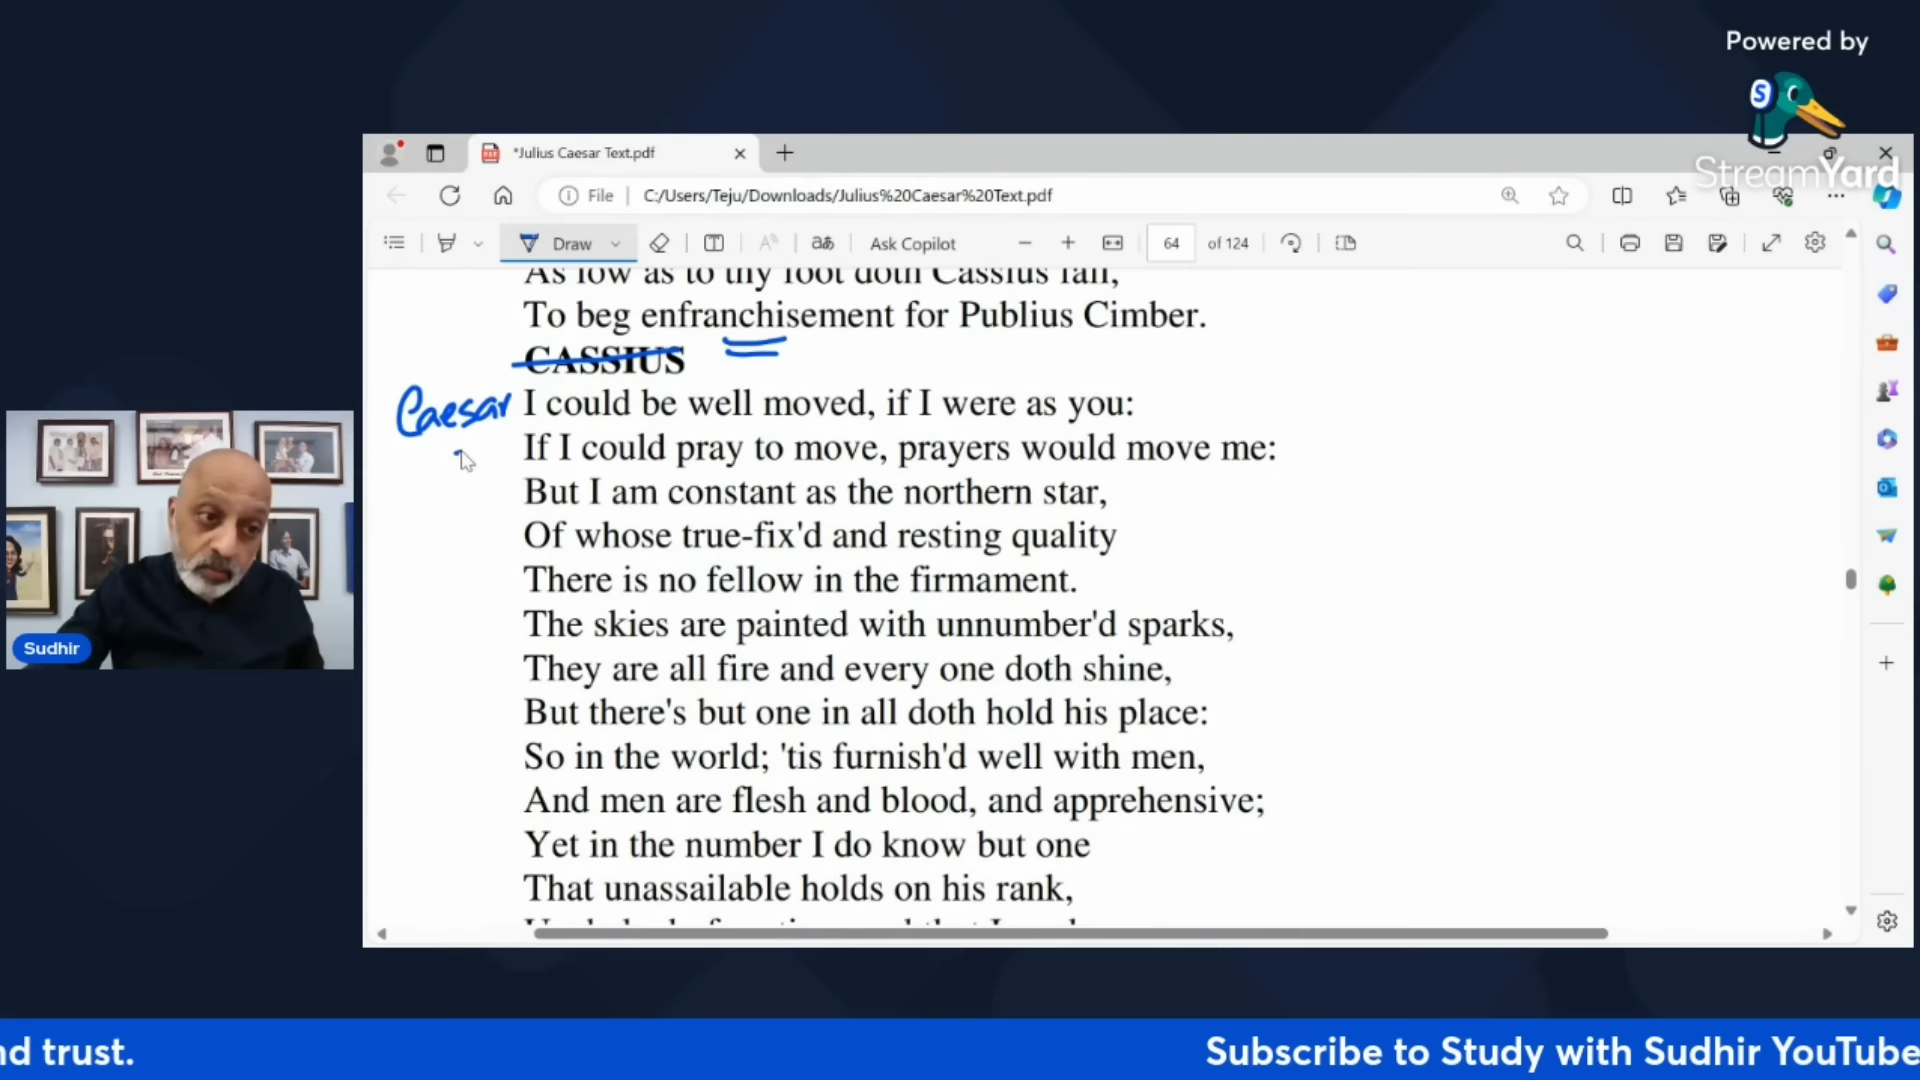 Powered by
S
StreamYard
*Julius Caesar Text.pdf
File C:/Users/Teju/Downloads/Julius%20Caesar%20Text.pdf
Draw aあ Ask Copilot 64 of 124
As low as to thy foot doth Cassius fall,
To beg enfranchisement for Publius Cimber.
CASSIUS
Caesar I could be well moved, if I were as you:
If I could pray to move, prayers would move me:
But I am constant as the northern star,
Of whose true-fix'd and resting quality
There is no fellow in the firmament.
The skies are painted with unnumber'd sparks,
They are all fire and every one doth shine,
But there's but one in all doth hold his place:
So in the world; 'tis furnish'd well with men,
And men are flesh and blood, and apprehensive;
Yet in the number I do know but one
That unassailable holds on his rank,
Sudhir
nd trust.
Subscribe to Study with Sudhir YouTube